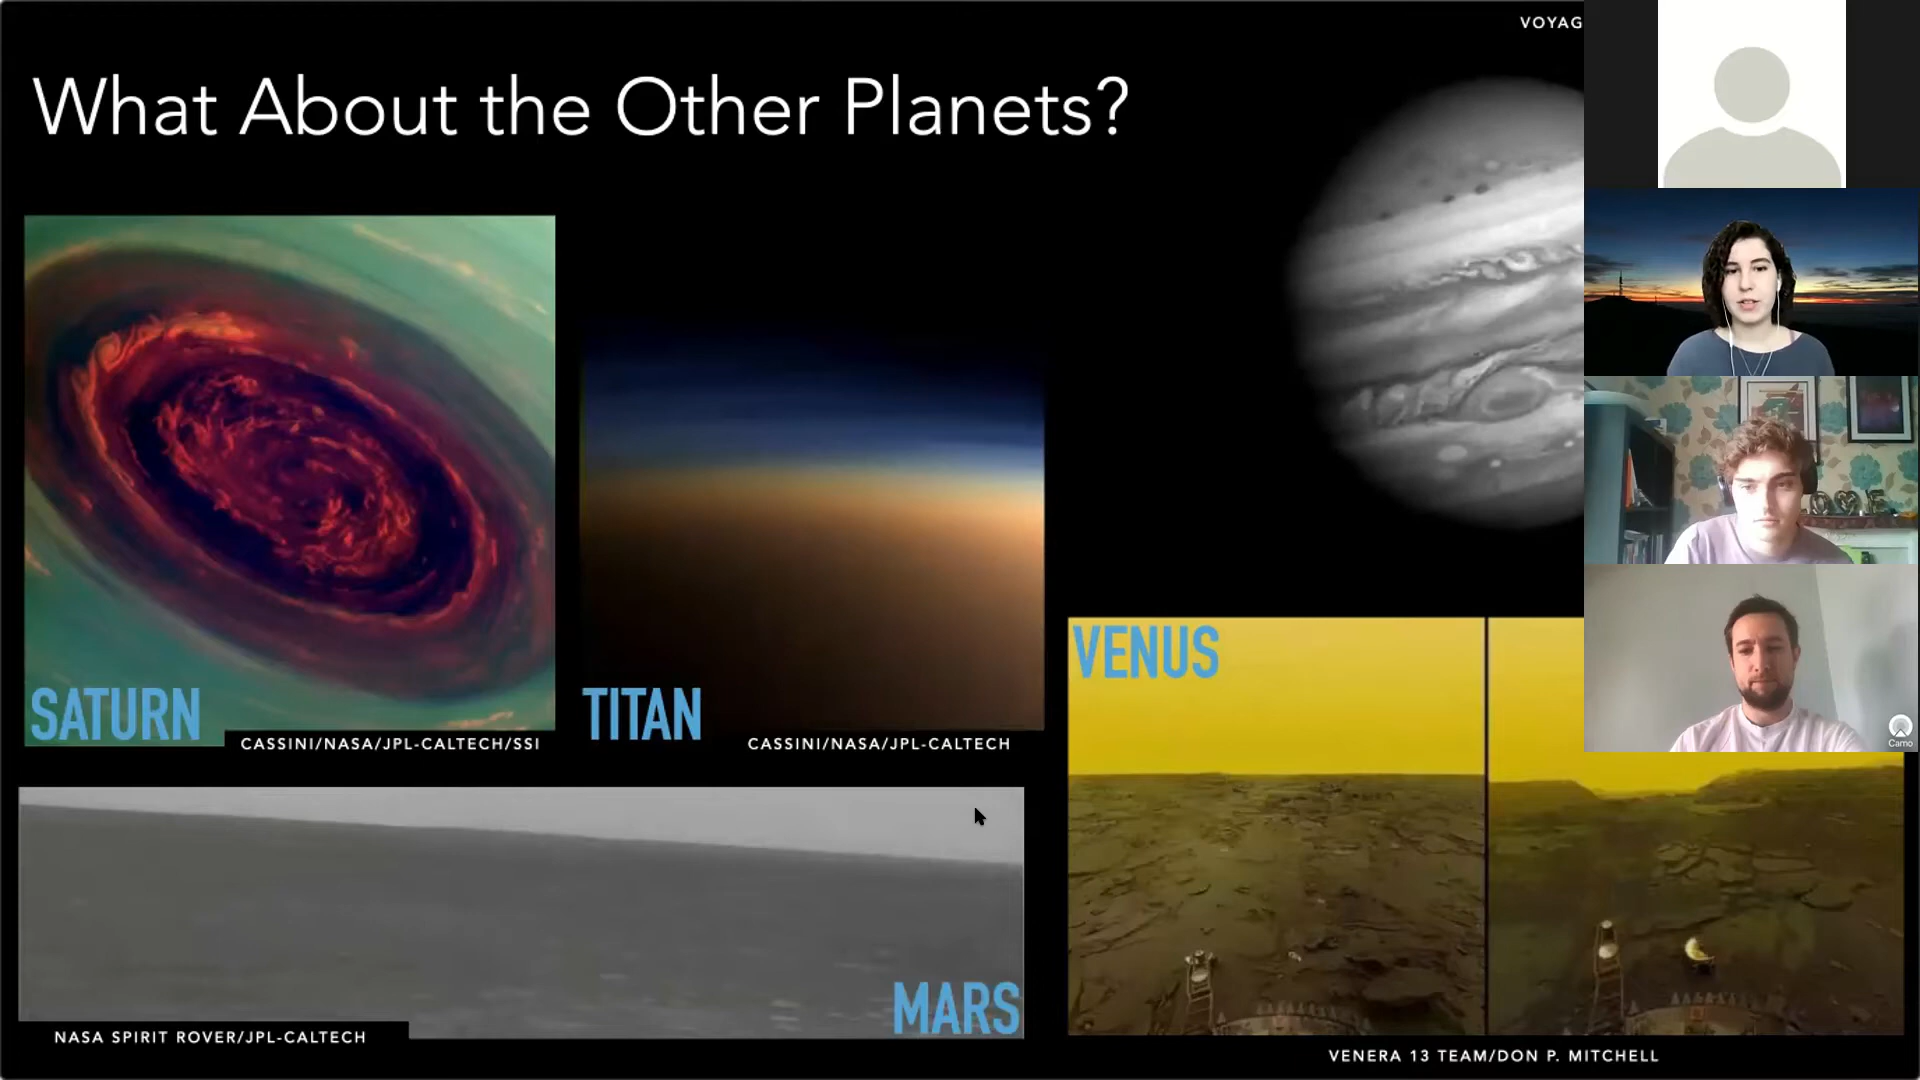 VOYAG
What About the Other Planets?
SATURN
CASSINI/NASA/JPL-CALTECH/SSI
TITAN
CASSINI/NASA/JPL-CALTECH
VENUS
Camo
MARS
NASA SPIRIT ROVER/JPL-CALTECH
VENERA 13 TEAM/DON P. MITCHELL